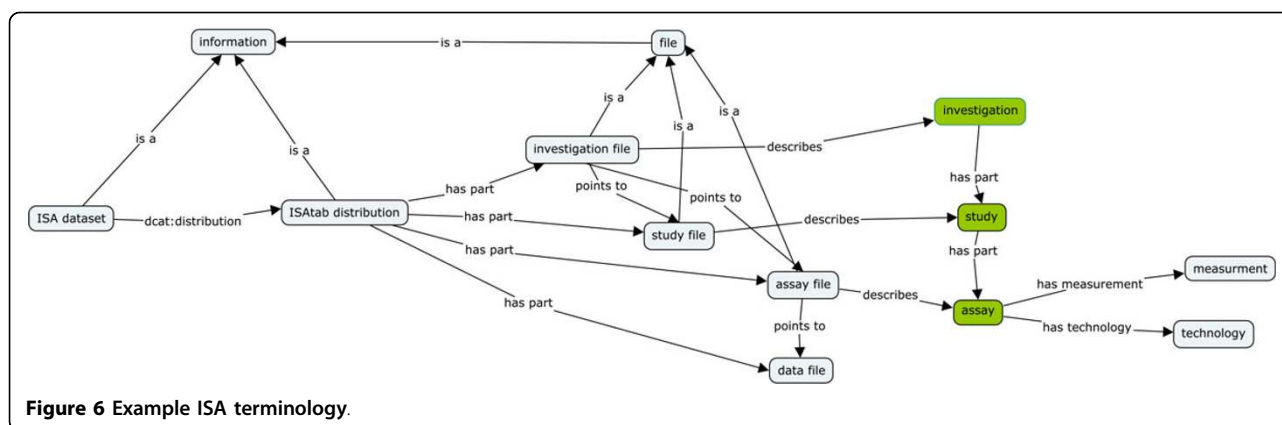 information
is a
file
is a
is a
is a
is a
is a
investigation
investigation file
describes
has part
points to
points to
has part
ISA dataset
dcat:distribution
ISAtab distribution
has part
study file
describes
study
has part
has part
assay file
describes
has measurement
measurment
assay
has part
points to
has technology
technology
data file
Figure 6 Example ISA terminology.